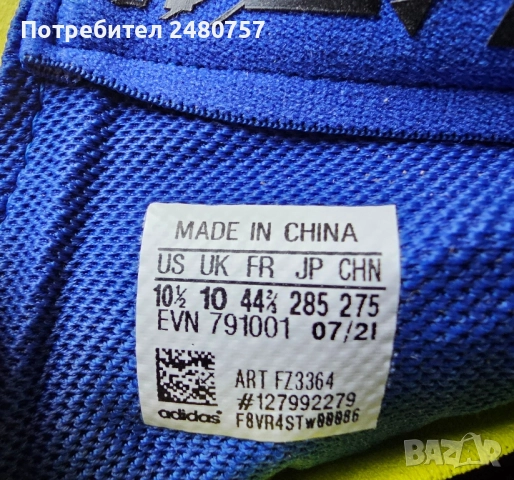 Потребител 2480757
MADE IN CHINA
US UK FR JP CHN
10½ 10 44⅔ 285 275
EVN 791001 07/21
ART FZ3364
#127992279
adidas
BAZAR